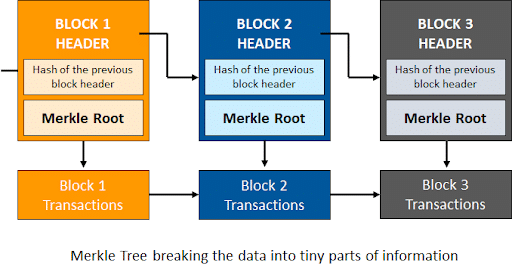 BLOCK 1
HEADER
Hash of the previous
block header
Merkle Root
Block 1
Transactions
BLOCK 2
HEADER
Hash of the previous
block header
Merkle Root
Block 2
Transactions
BLOCK 3
HEADER
Hash of the previous
block header
Merkle Root
Block 3
Transactions
Merkle Tree breaking the data into tiny parts of information